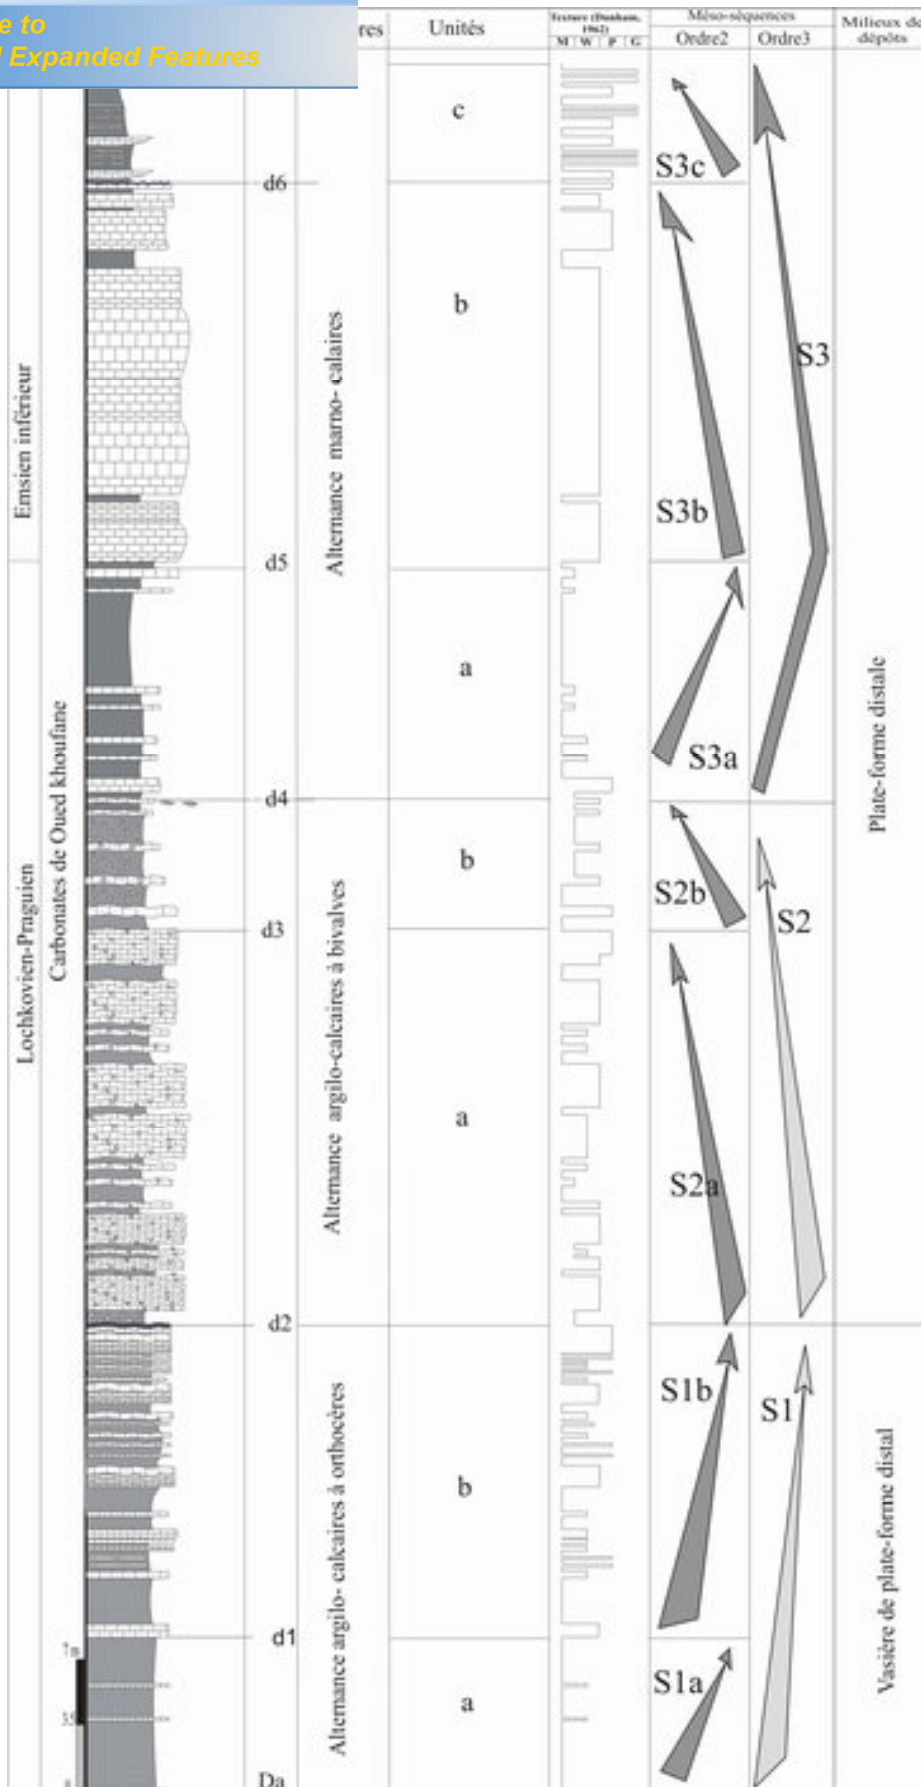 e to
Expanded Features
res
Unités
Texture (Dunham, 1962)
M W P G
Méso-séquences
Ordre2 Ordre3
Milieux de dépôts
Emsien inférieur
Lochkovien-Praguien
Carbonates de Oued khoufane
d6
d5
d4
d3
d2
d1
Da
Alternance marno- calaires
Alternance argilo-calcaires à bivalves
Alternance argilo- calcaires à orthocères
c
b
a
b
a
b
a
S3c
S3b
S3a
S2b
S2a
S1b
S1a
S3
S2
S1
Plate-forme distale
Vasière de plate-forme distal
7m
3.5